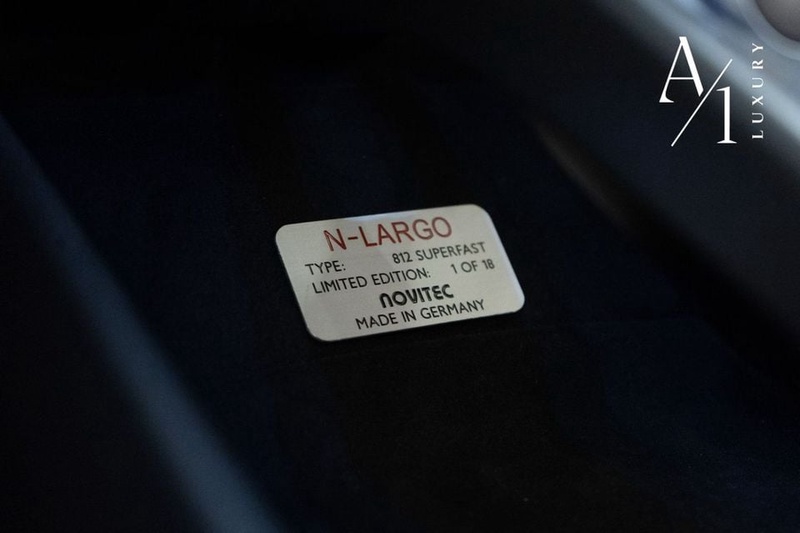 A/1
LUXURY
N-LARGO
TYPE: 812 SUPERFAST
LIMITED EDITION: 1 OF 18
NOVITEC
MADE IN GERMANY